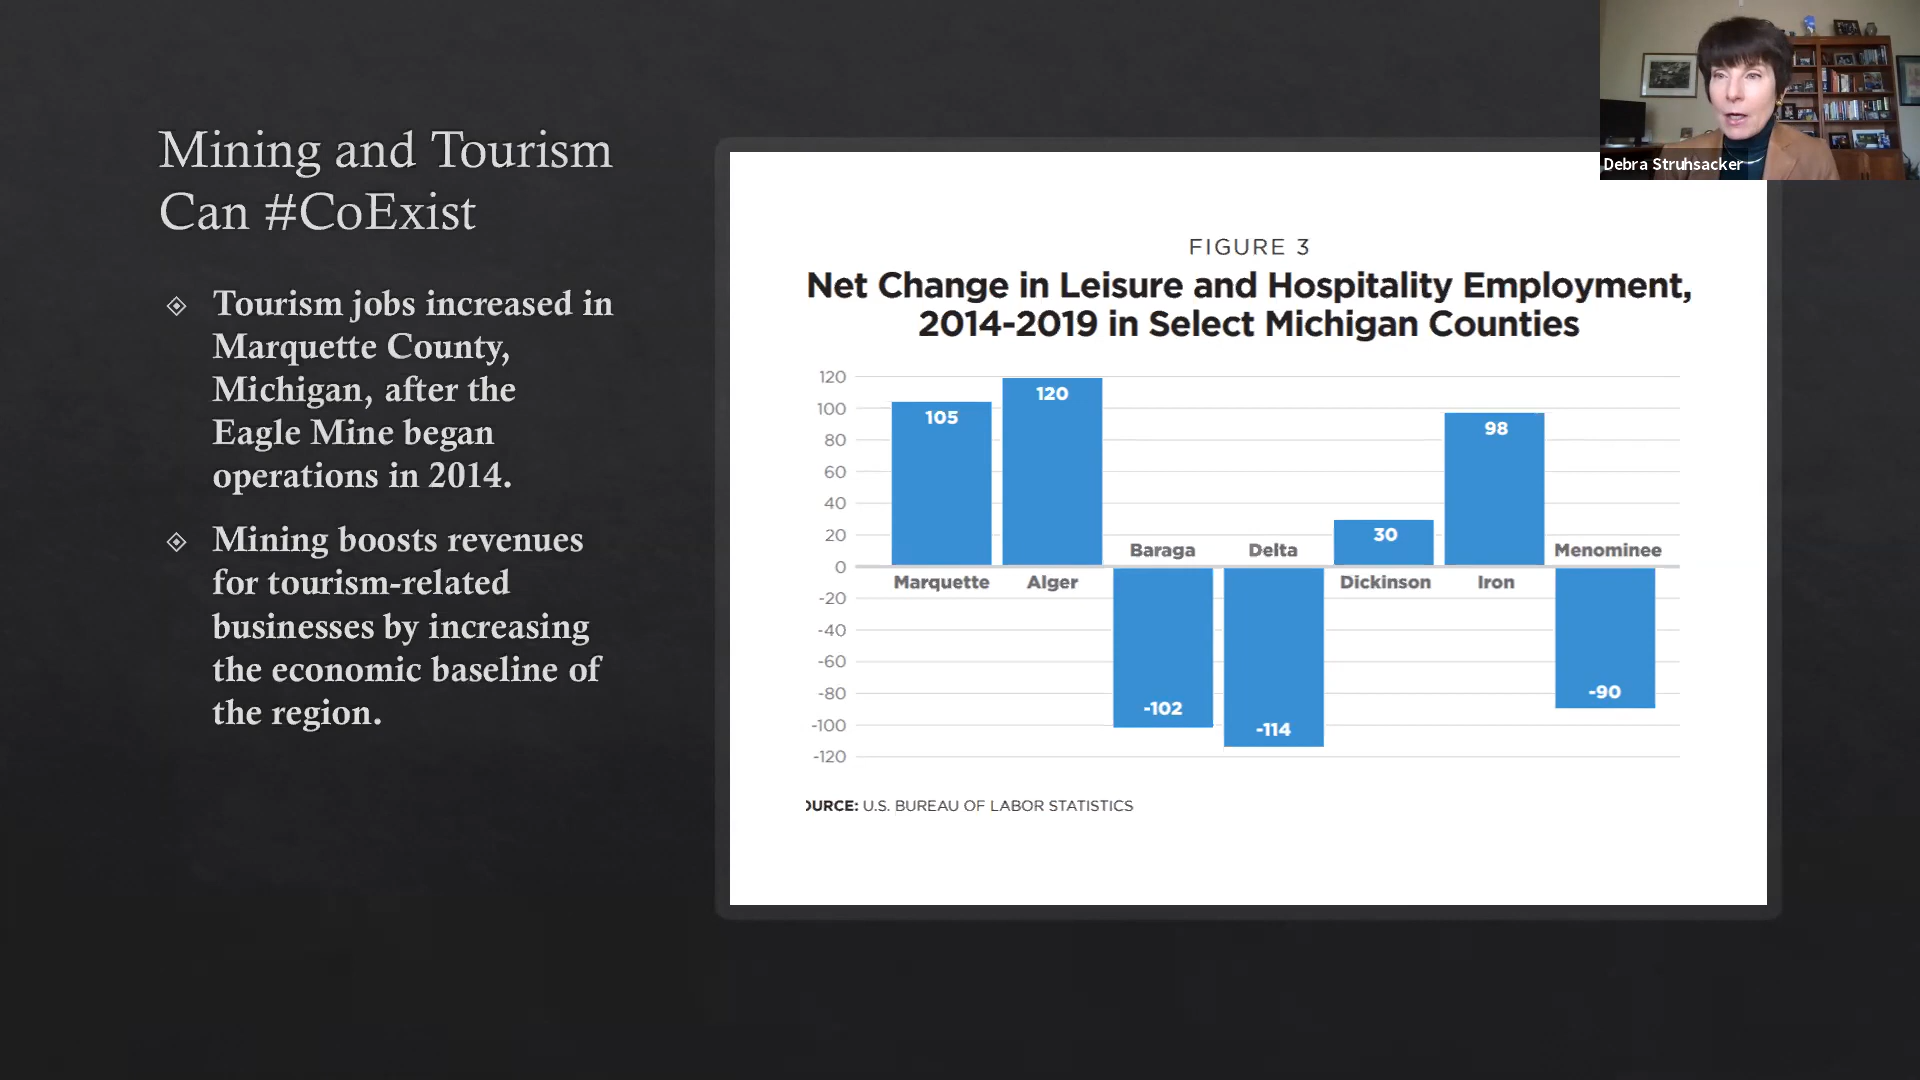 Mining and Tourism
Can #CoExist
Tourism jobs increased in
Marquette County,
Michigan, after the
Eagle Mine began
operations in 2014.
Mining boosts revenues
for tourism-related
businesses by increasing
the economic baseline of
the region.
Debra Struhsacker
FIGURE 3
Net Change in Leisure and Hospitality Employment,
2014-2019 in Select Michigan Counties
120
100
80
60
40
20
0
-20
-40
-60
-80
-100
-120
105
120
-102
-114
30
98
-90
Marquette
Alger
Baraga
Delta
Dickinson
Iron
Menominee
OURCE: U.S. BUREAU OF LABOR STATISTICS